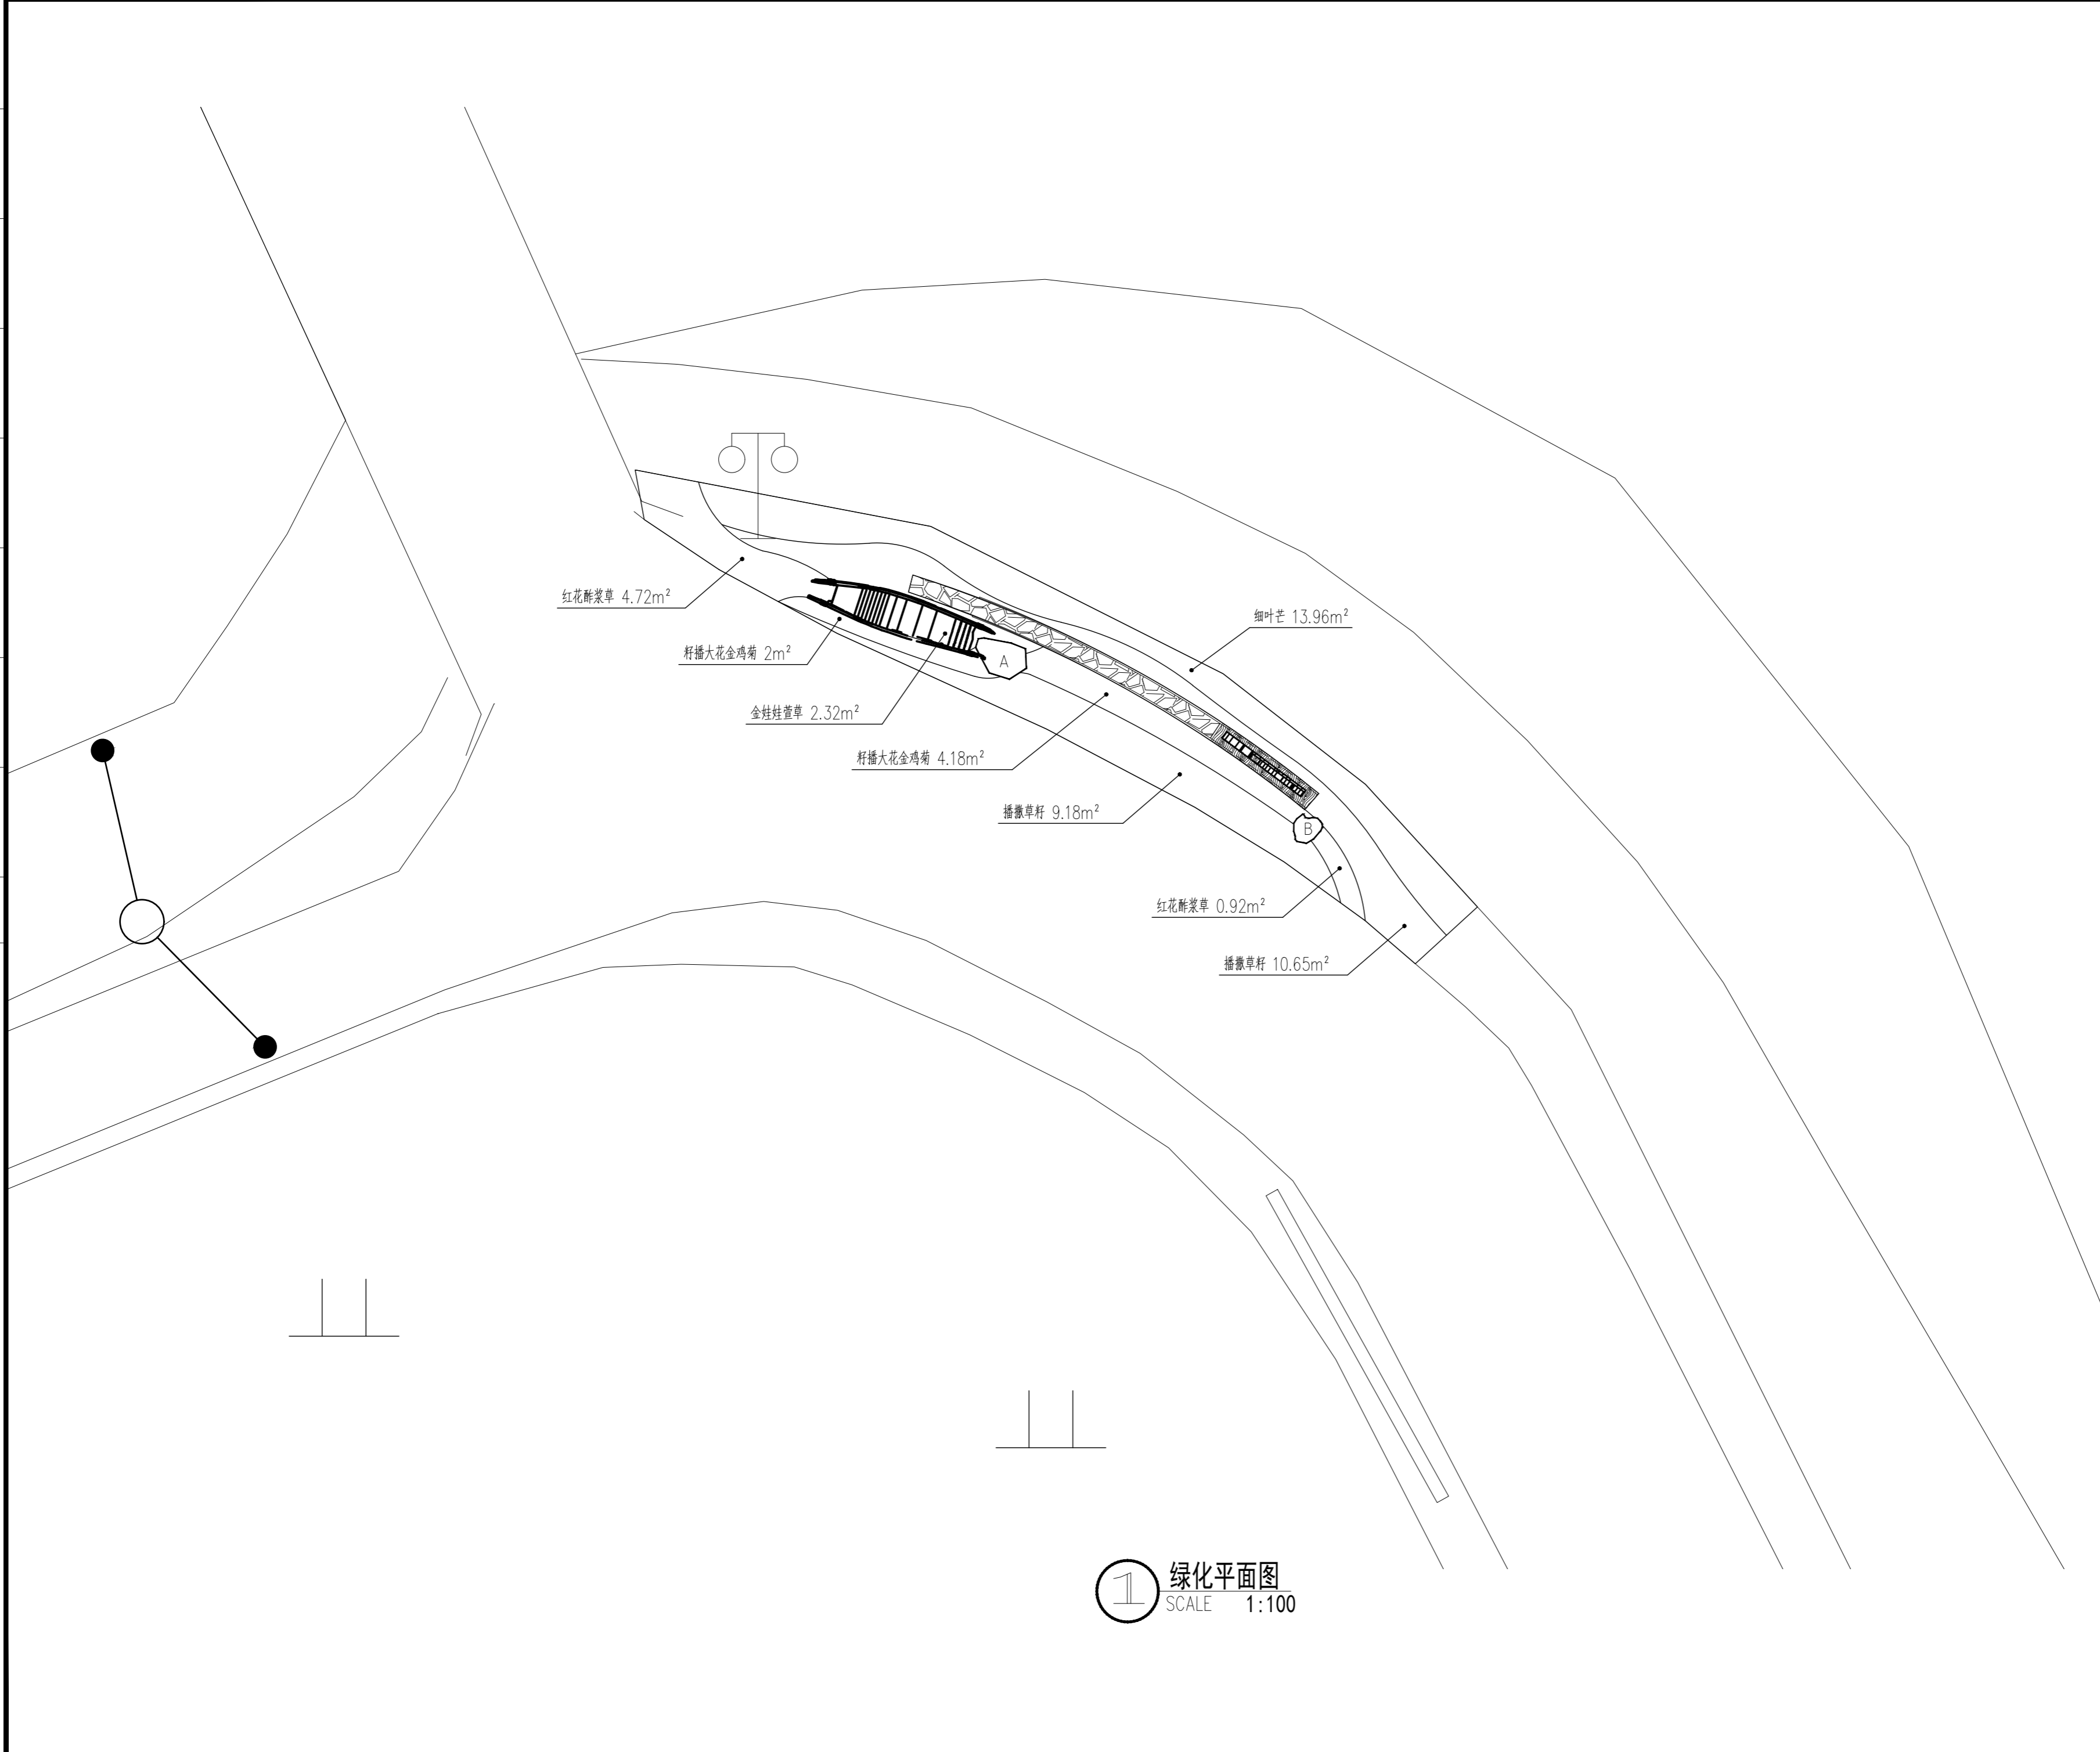 红花酢浆草 4.72m²
细叶芒 13.96m²
籽播大花金鸡菊 2m²
A
金娃娃萱草 2.32m²
籽播大花金鸡菊 4.18m²
播撒草籽 9.18m²
B
红花酢浆草 0.92m²
播撒草籽 10.65m²
1 绿化平面图
SCALE 1:100